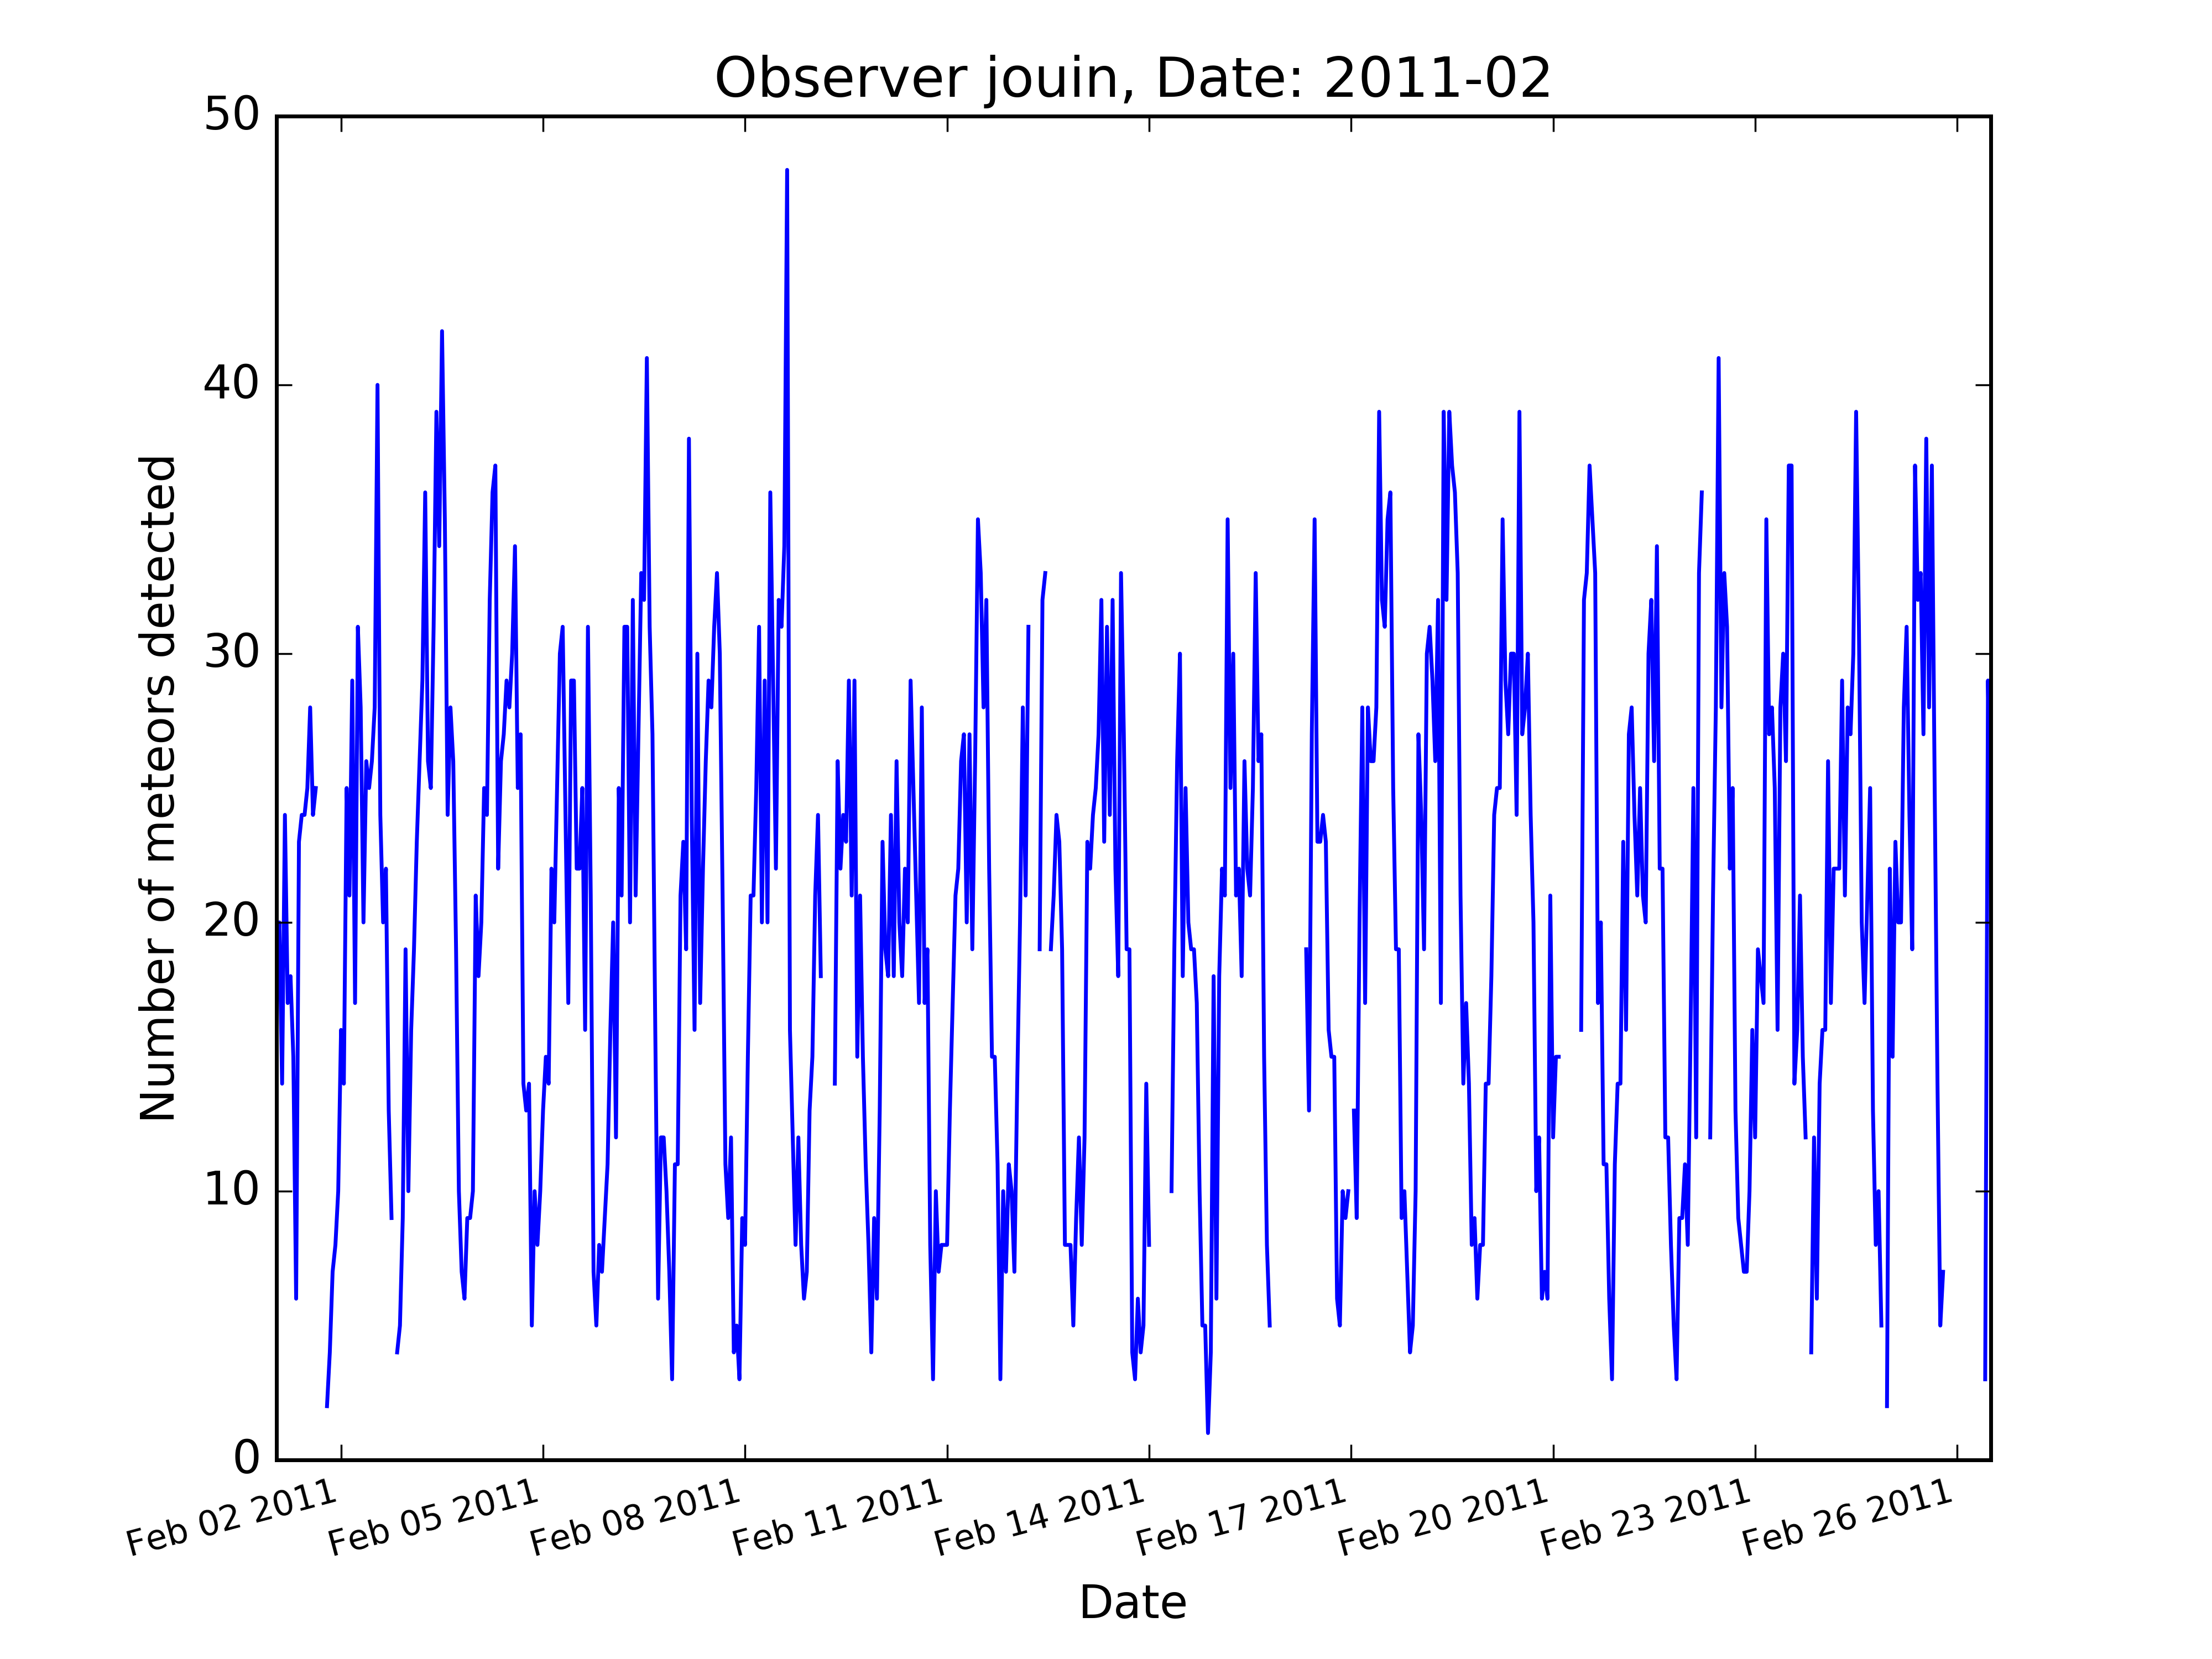 Observer jouin, Date: 2011-02
50
40
30
20
10
0
Number of meteors detected
Feb 02 2011
Feb 05 2011
Feb 08 2011
Feb 11 2011
Feb 14 2011
Feb 17 2011
Feb 20 2011
Feb 23 2011
Feb 26 2011
Date